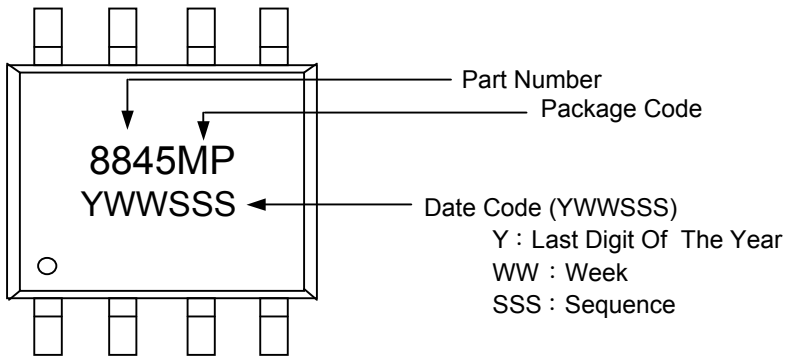 Part Number
Package Code
8845MP
YWWSSS
Date Code (YWWSSS)
Y：Last Digit Of The Year
WW：Week
SSS：Sequence